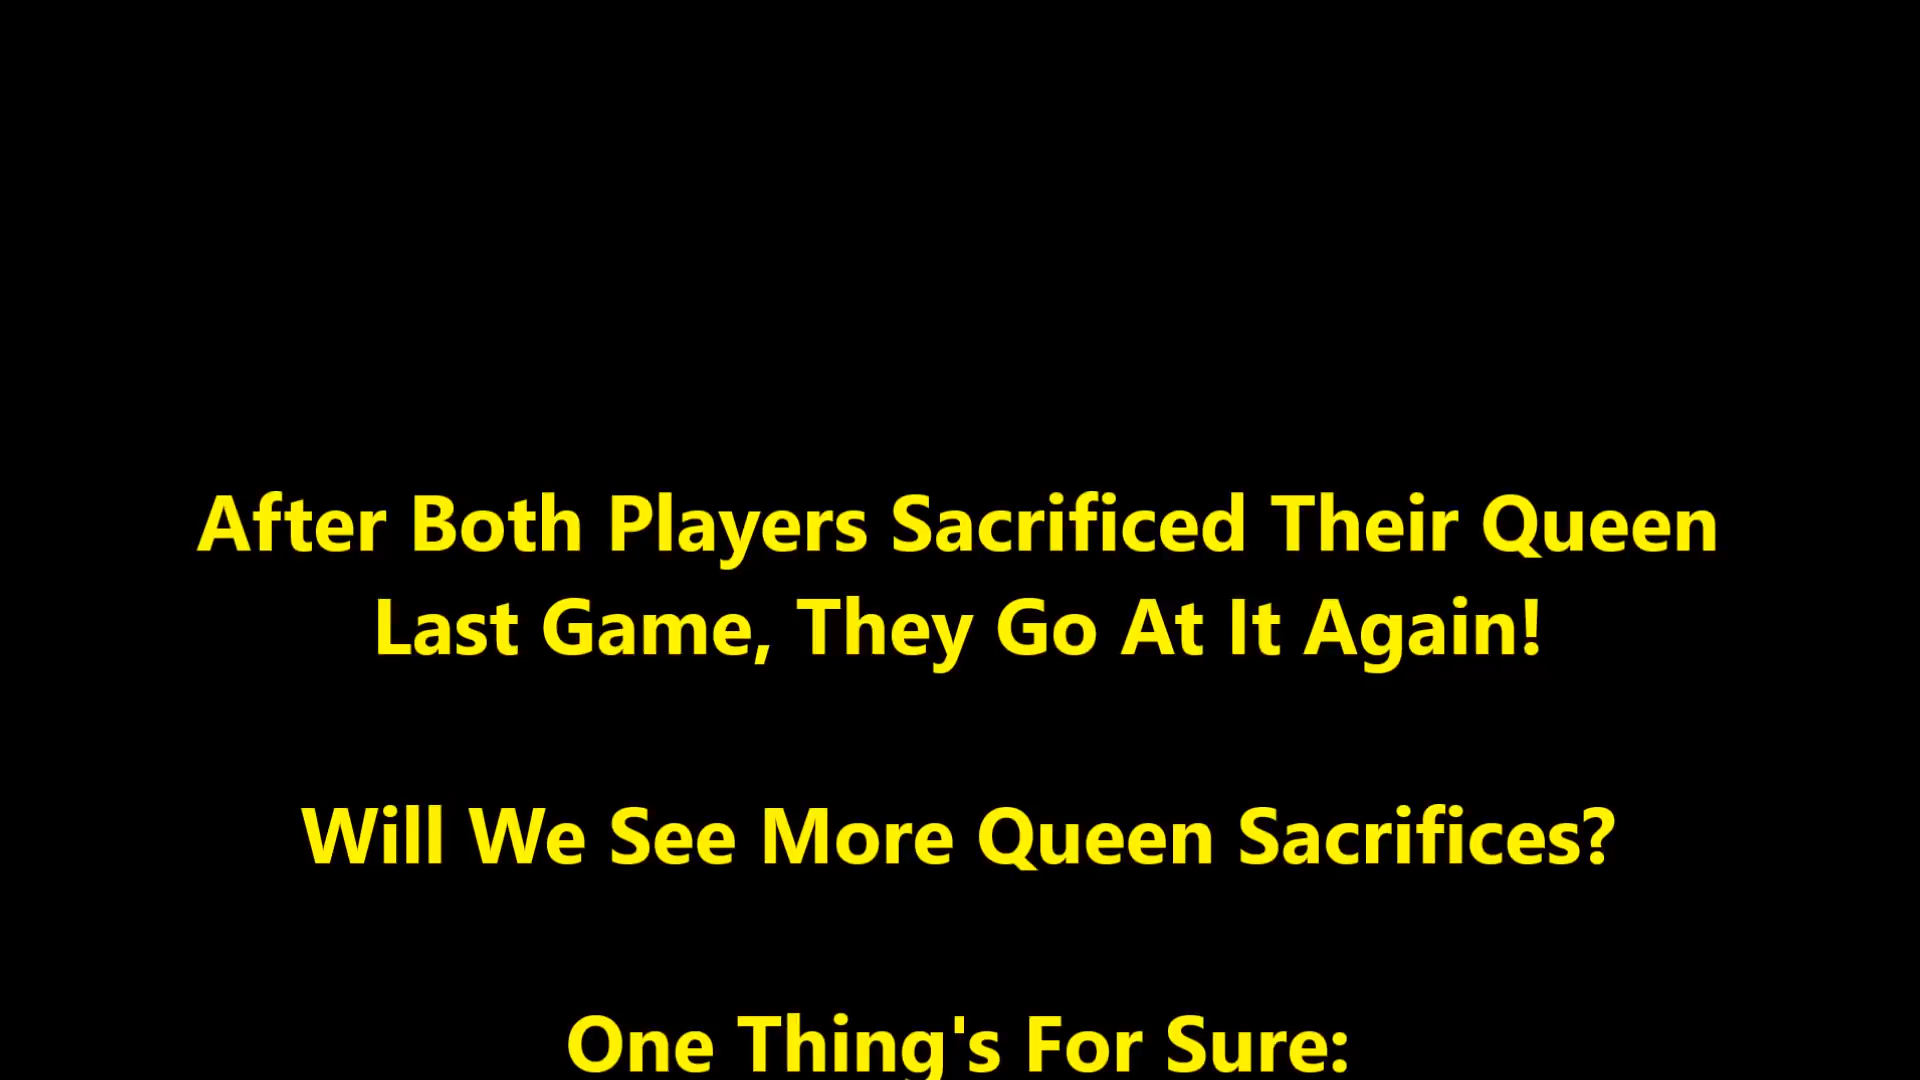 After Both Players Sacrificed Their Queen
Last Game, They Go At It Again!
Will We See More Queen Sacrifices?
One Thing's For Sure: